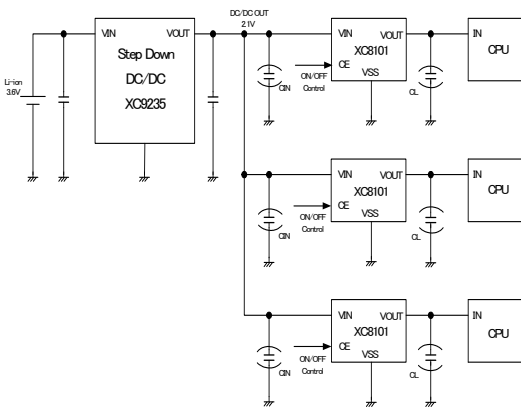 DC/DC OUT
2.1V
VIN VOUT
Step Down
DC/DC
XC9235
Li-ion
3.6V
VIN VOUT
XC8101
CE
VSS
ON/OFF
Control
CIN
CL
IN
CPU
VIN VOUT
XC8101
CE
VSS
ON/OFF
Control
CIN
CL
IN
CPU
VIN VOUT
XC8101
CE
VSS
ON/OFF
Control
CIN
CL
IN
CPU